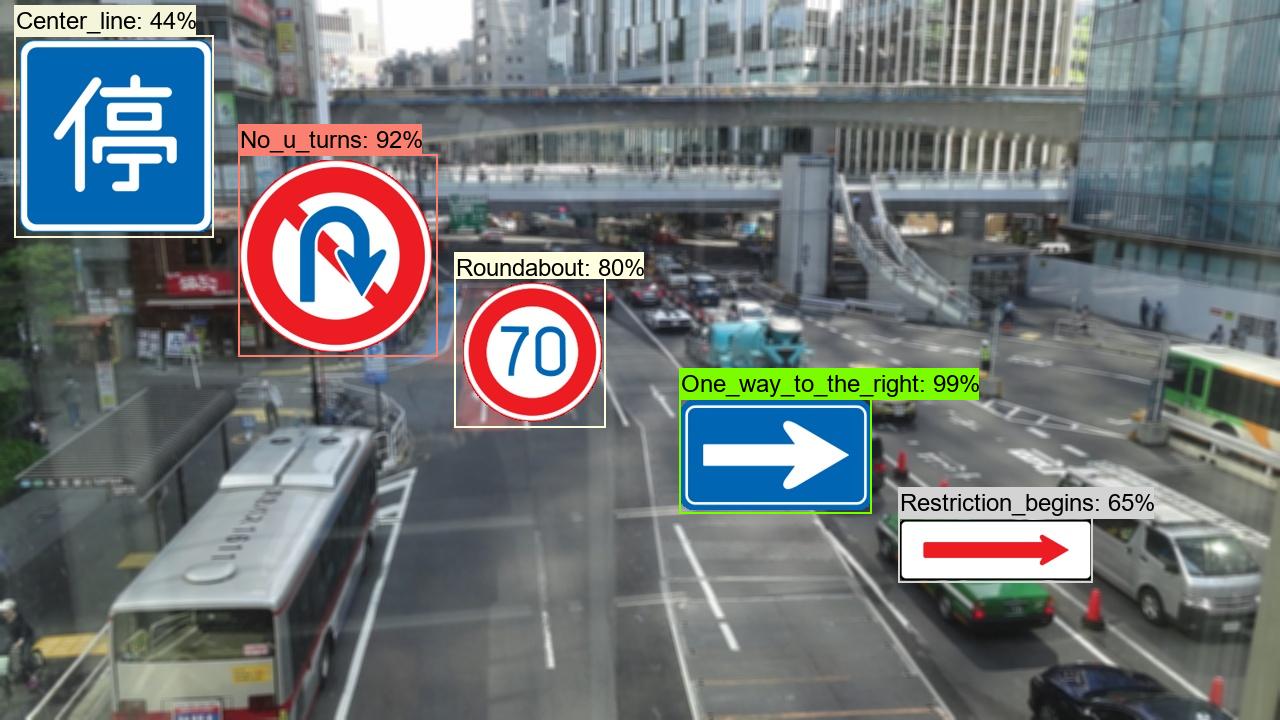 Center_line: 44%
停
No_u_turns: 92%
Roundabout: 80%
70
One_way_to_the_right: 99%
Restriction_begins: 65%